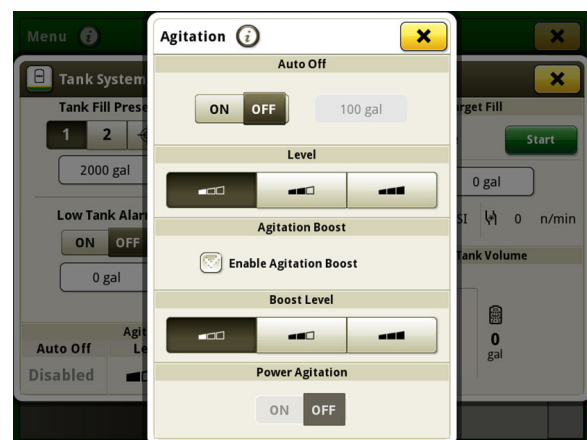 Menu
Tank System
Tank Fill Prese
1 2
2000 gal
Low Tank Alar
ON OFF
0 gal
Agit
Auto Off Le
Disabled
Agitation
Auto Off
ON OFF 100 gal
Level
Agitation Boost
Enable Agitation Boost
Boost Level
Power Agitation
ON OFF
rget Fill
Start
0 gal
SI 0 n/min
Tank Volume
0
gal